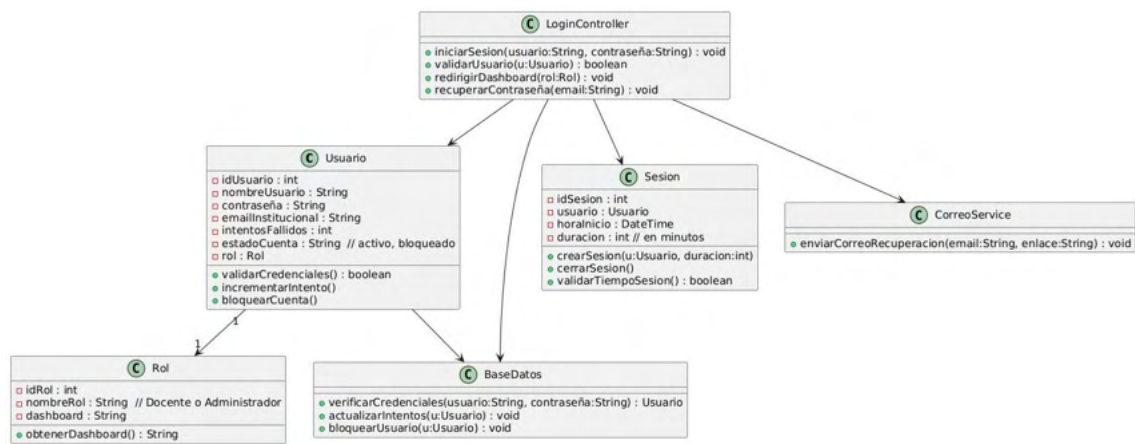 C LoginController
iniciarSesion(usuario:String, contraseña:String) : void
validarUsuario(u:Usuario) : boolean
redirigirDashboard(rol:Rol) : void
recuperarContraseña(email:String) : void
C Usuario
idUsuario : int
nombreUsuario : String
contraseña : String
emailInstitucional : String
intentosFallidos : int
estadoCuenta : String // activo, bloqueado
rol : Rol
validarCredenciales() : boolean
incrementarIntento()
bloquearCuenta()
C Sesion
idSesion : int
usuario : Usuario
horaInicio : DateTime
duracion : int // en minutos
crearSesion(u:Usuario, duracion:int)
cerrarSesion()
validarTiempoSesion() : boolean
C CorreoService
enviarCorreoRecuperacion(email:String, enlace:String) : void
1
1
C Rol
idRol : int
nombreRol : String // Docente o Administrador
dashboard : String
obtenerDashboard() : String
C BaseDatos
verificarCredenciales(usuario:String, contraseña:String) : Usuario
actualizarIntentos(u:Usuario) : void
bloquearUsuario(u:Usuario) : void